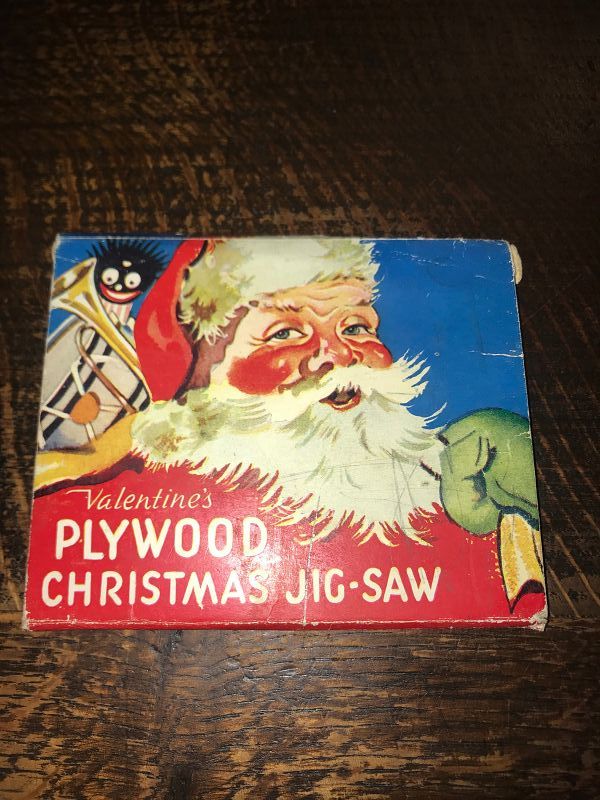 Valentine's
PLYWOOD
CHRISTMAS JIG-SAW